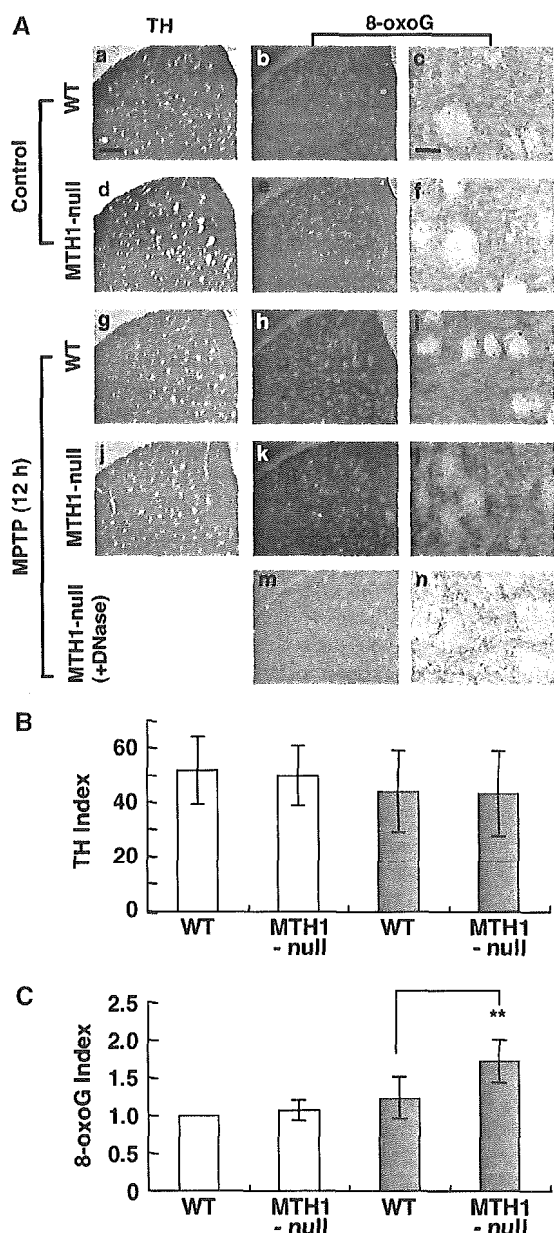 A
TH
8-oxoG
a
b
c
WT
Control
d
e
f
MTH1-null
g
h
i
WT
MPTP (12 h)
j
k
MTH1-null
m
n
MTH1-null
(+DNase)
B
TH Index
60
40
20
0
WT
MTH1
- null
WT
MTH1
- null
C
8-oxoG Index
2.5
2.0
1.5
1.0
0.5
0
**
WT
MTH1
- null
WT
MTH1
- null